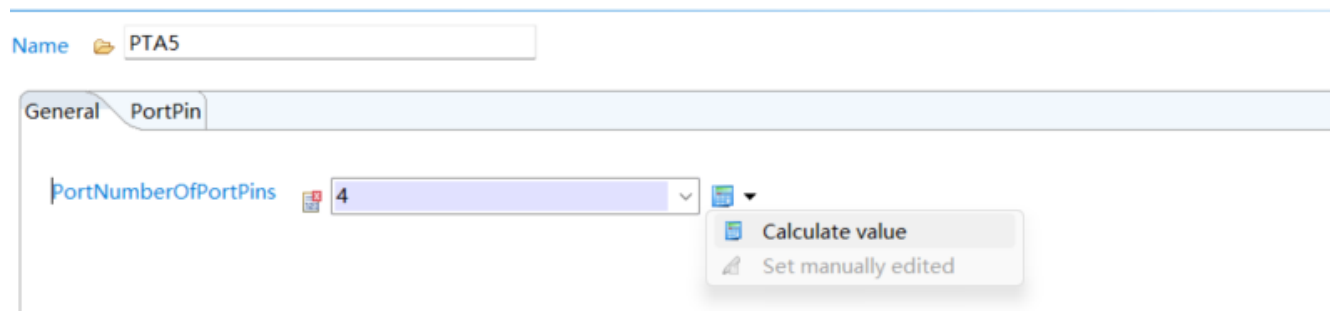 Name PTA5
General PortPin
PortNumberOfPortPins 4
Calculate value
Set manually edited